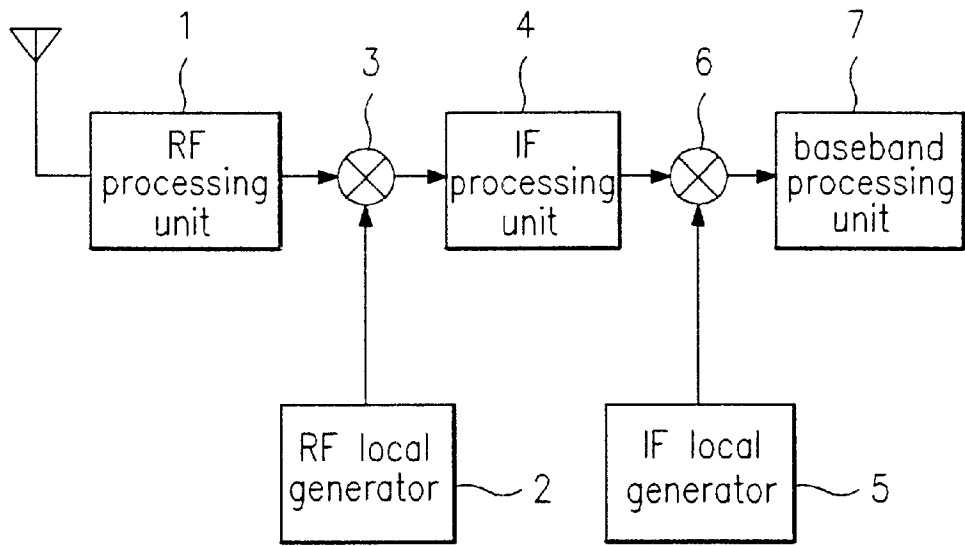 1
3
4
6
7
RF
processing
unit
IF
processing
unit
baseband
processing
unit
RF local
generator
2
IF local
generator
5